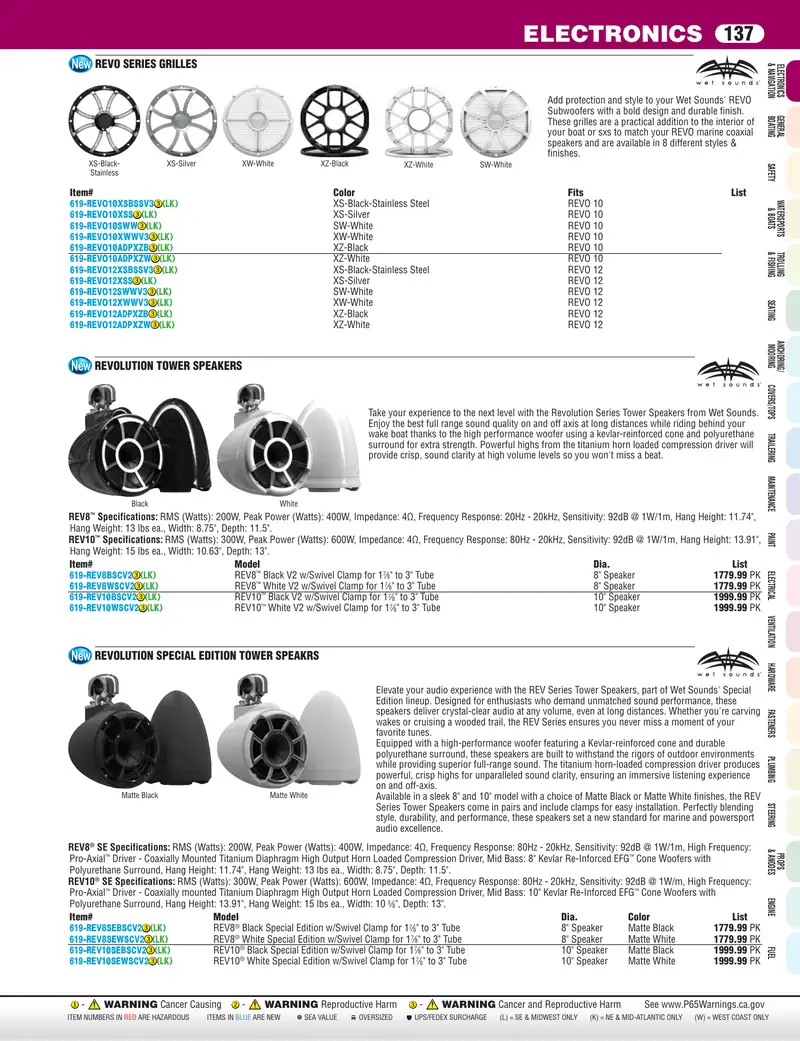 ELECTRONICS 137
New REVO SERIES GRILLES
wet sounds
Add protection and style to your Wet Sounds® REVO
Subwoofers with a bold design and durable finish.
These grilles are a practical addition to the interior of
your boat or sxs to match your REVO marine coaxial
speakers and are available in 8 different styles &
finishes.
XS-Black-
Stainless
XS-Silver
XW-White
XZ-Black
XZ-White
SW-White
Item# Color Fits List
619-REVO10XSBSSV3 3 (LK) XS-Black-Stainless Steel REVO 10
619-REVO10XSS 3 (LK) XS-Silver REVO 10
619-REVO10SWW 3 (LK) SW-White REVO 10
619-REVO10XWWV3 3 (LK) XW-White REVO 10
619-REVO10ADPXZB 3 (LK) XZ-Black REVO 10
619-REVO10ADPXZW 3 (LK) XZ-White REVO 10
619-REVO12XSBSSV3 3 (LK) XS-Black-Stainless Steel REVO 12
619-REVO12XSS 3 (LK) XS-Silver REVO 12
619-REVO12SWWV3 3 (LK) SW-White REVO 12
619-REVO12XWWV3 3 (LK) XW-White REVO 12
619-REVO12ADPXZB 3 (LK) XZ-Black REVO 12
619-REVO12ADPXZW 3 (LK) XZ-White REVO 12
New REVOLUTION TOWER SPEAKERS
wet sounds
Take your experience to the next level with the Revolution Series Tower Speakers from Wet Sounds.
Enjoy the best full range sound quality on and off axis at long distances while riding behind your
wake boat thanks to the high performance woofer using a kevlar-reinforced cone and polyurethane
surround for extra strength. Powerful highs from the titanium horn loaded compression driver will
provide crisp, sound clarity at high volume levels so you won't miss a beat.
Black
White
REV8™ Specifications: RMS (Watts): 200W, Peak Power (Watts): 400W, Impedance: 4Ω, Frequency Response: 20Hz - 20kHz, Sensitivity: 92dB @ 1W/1m, Hang Height: 11.74",
Hang Weight: 13 lbs ea., Width: 8.75", Depth: 11.5".
REV10™ Specifications: RMS (Watts): 300W, Peak Power (Watts): 600W, Impedance: 4Ω, Frequency Response: 80Hz - 20kHz, Sensitivity: 92dB @ 1W/1m, Hang Height: 13.91",
Hang Weight: 15 lbs ea., Width: 10.63", Depth: 13".
Item# Model Dia. List
619-REV8BSCV2 3 (LK) REV8™ Black V2 w/Swivel Clamp for 1⅞" to 3" Tube 8" Speaker 1779.99 PK
619-REV8WSCV2 3 (LK) REV8™ White V2 w/Swivel Clamp for 1⅞" to 3" Tube 8" Speaker 1779.99 PK
619-REV10BSCV2 3 (LK) REV10™ Black V2 w/Swivel Clamp for 1⅞" to 3" Tube 10" Speaker 1999.99 PK
619-REV10WSCV2 3 (LK) REV10™ White V2 w/Swivel Clamp for 1⅞" to 3" Tube 10" Speaker 1999.99 PK
New REVOLUTION SPECIAL EDITION TOWER SPEAKRS
wet sounds
Elevate your audio experience with the REV Series Tower Speakers, part of Wet Sounds' Special
Edition lineup. Designed for enthusiasts who demand unmatched sound performance, these
speakers deliver crystal-clear audio at any volume, even at long distances. Whether you're carving
wakes or cruising a wooded trail, the REV Series ensures you never miss a moment of your
favorite tunes.
Equipped with a high-performance woofer featuring a Kevlar-reinforced cone and durable
polyurethane surround, these speakers are built to withstand the rigors of outdoor environments
while providing superior full-range sound. The titanium horn-loaded compression driver produces
powerful, crisp highs for unparalleled sound clarity, ensuring an immersive listening experience
on and off-axis.
Available in a sleek 8" and 10" model with a choice of Matte Black or Matte White finishes, the REV
Series Tower Speakers come in pairs and include clamps for easy installation. Perfectly blending
style, durability, and performance, these speakers set a new standard for marine and powersport
audio excellence.
Matte Black
Matte White
REV8® SE Specifications: RMS (Watts): 200W, Peak Power (Watts): 400W, Impedance: 4Ω, Frequency Response: 80Hz - 20kHz, Sensitivity: 92dB @ 1W/1m, High Frequency:
Pro-Axial™ Driver - Coaxially Mounted Titanium Diaphragm High Output Horn Loaded Compression Driver, Mid Bass: 8" Kevlar Re-Inforced EFG™ Cone Woofers with
Polyurethane Surround, Hang Height: 11.74", Hang Weight: 13 lbs ea., Width: 8.75", Depth: 11.5".
REV10® SE Specifications: RMS (Watts): 300W, Peak Power (Watts): 600W, Impedance: 4Ω, Frequency Response: 80Hz - 20kHz, Sensitivity: 92dB @ 1W/m, High Frequency:
Pro-Axial™ Driver - Coaxially mounted Titanium Diaphragm High Output Horn Loaded Compression Driver, Mid Bass: 10" Kevlar Re-Inforced EFG™ Cone Woofers with
Polyurethane Surround, Hang Height: 13.91", Hang Weight: 15 lbs ea., Width: 10 ⅝", Depth: 13".
Item# Model Dia. Color List
619-REV8SEBSCV2 3 (LK) REV8® Black Special Edition w/Swivel Clamp for 1⅞" to 3" Tube 8" Speaker Matte Black 1779.99 PK
619-REV8SEWSCV2 3 (LK) REV8® White Special Edition w/Swivel Clamp for 1⅞" to 3" Tube 8" Speaker Matte White 1779.99 PK
619-REV10SEBSCV2 3 (LK) REV10® Black Special Edition w/Swivel Clamp for 1⅞" to 3" Tube 10" Speaker Matte Black 1999.99 PK
619-REV10SEWSCV2 3 (LK) REV10® White Special Edition w/Swivel Clamp for 1⅞" to 3" Tube 10" Speaker Matte White 1999.99 PK
ELECTRONICS
& NAVIGATION
GENERAL
BOATING
SAFETY
WATERSPORTS
& BOATS
TROLLING
& FISHING
SEATING
ANCHORING/
MOORING
COVERS/TOPS
TRAILERING
MAINTENANCE
PAINT
ELECTRICAL
VENTILATION
HARDWARE
FASTENERS
PLUMBING
STEERING
PROPS
& ANODES
ENGINE
FUEL
1 - WARNING Cancer Causing 2 - WARNING Reproductive Harm 3 - WARNING Cancer and Reproductive Harm See www.P65Warnings.ca.gov
ITEM NUMBERS IN RED ARE HAZARDOUS ITEMS IN BLUE ARE NEW SEA VALUE OVERSIZED UPS/FEDEX SURCHARGE (L) = SE & MIDWEST ONLY (K) = NE & MID-ATLANTIC ONLY (W) = WEST COAST ONLY